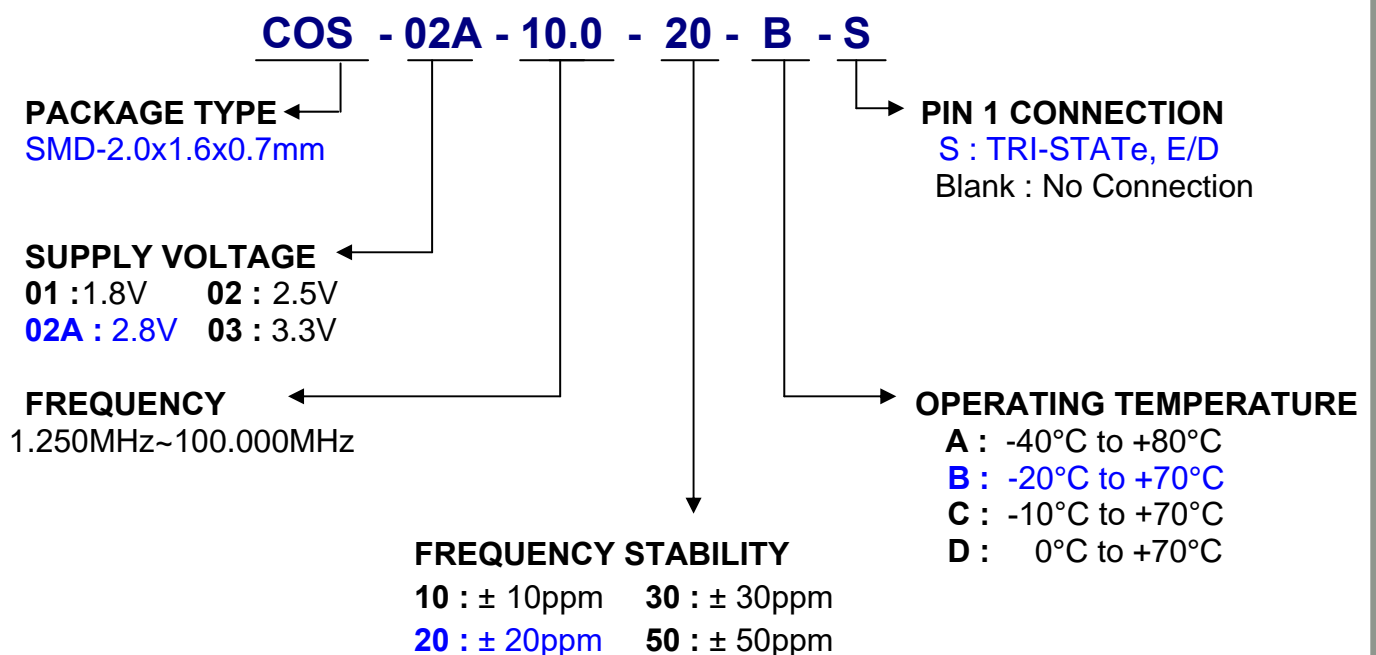 COS - 02A - 10.0 - 20 - B - S
PACKAGE TYPE
SMD-2.0x1.6x0.7mm
PIN 1 CONNECTION
S : TRI-STATe, E/D
Blank : No Connection
SUPPLY VOLTAGE
01 :1.8V 02 : 2.5V
02A : 2.8V 03 : 3.3V
FREQUENCY
1.250MHz~100.000MHz
OPERATING TEMPERATURE
A : -40°C to +80°C
B : -20°C to +70°C
C : -10°C to +70°C
D : 0°C to +70°C
FREQUENCY STABILITY
10 : ± 10ppm 30 : ± 30ppm
20 : ± 20ppm 50 : ± 50ppm